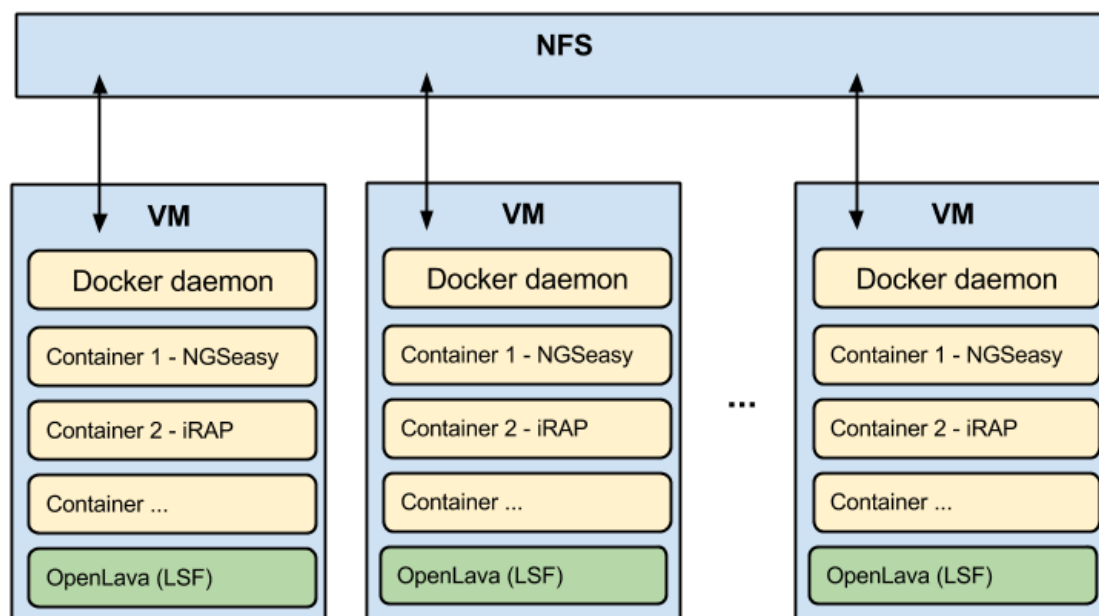 NFS
VM
Docker daemon
Container 1 - NGSeasy
Container 2 - iRAP
Container ...
OpenLava (LSF)
VM
Docker daemon
Container 1 - NGSeasy
Container 2 - iRAP
Container ...
OpenLava (LSF)
...
VM
Docker daemon
Container 1 - NGSeasy
Container 2 - iRAP
Container ...
OpenLava (LSF)